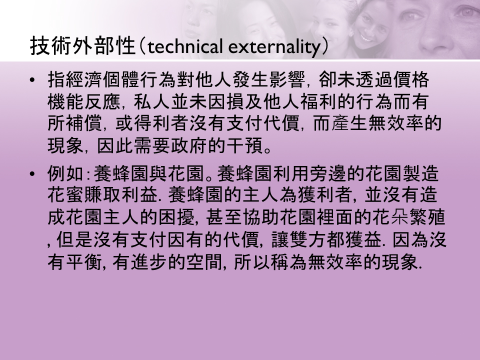 技術外部性(technical externality)
• 指經濟個體行為對他人發生影響, 卻未透過價格
機能反應, 私人並未因損及他人福利的行為而有
所補償, 或得利者沒有支付代價, 而產生無效率的
現象, 因此需要政府的干預。
• 例如:養蜂園與花園。養蜂園利用旁邊的花園製造
花蜜賺取利益. 養蜂園的主人為獲利者, 並沒有造
成花園主人的困擾, 甚至協助花園裡面的花朵繁殖
, 但是沒有支付因有的代價, 讓雙方都獲益. 因為沒
有平衡, 有進步的空間, 所以稱為無效率的現象.